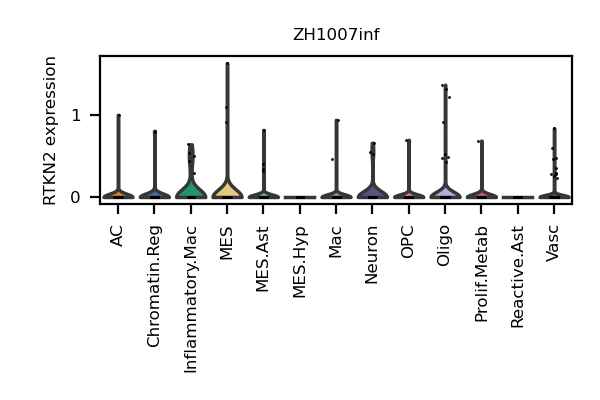 ZH1007inf
RTKN2 expression
1
0
AC
Chromatin.Reg
Inflammatory.Mac
MES
MES.Ast
MES.Hyp
Mac
Neuron
OPC
Oligo
Prolif.Metab
Reactive.Ast
Vasc